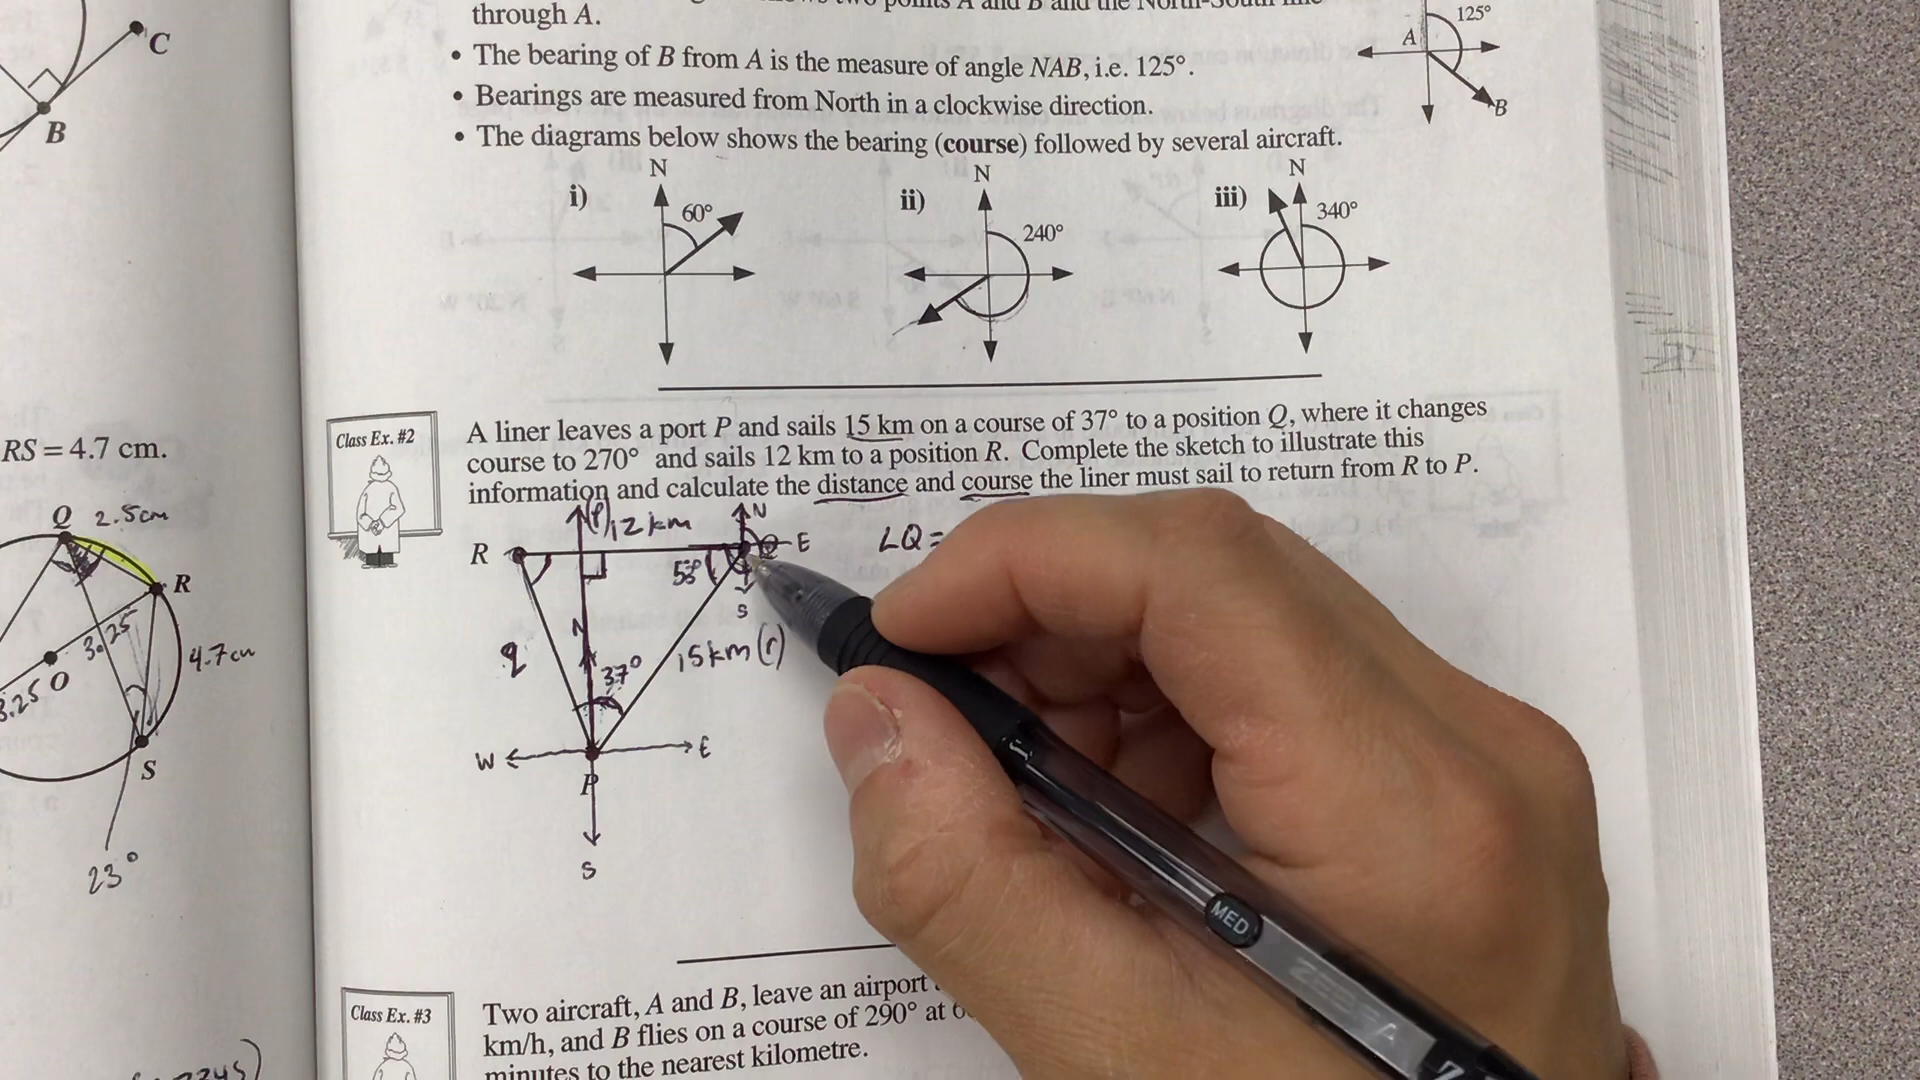 C
B
RS = 4.7 cm.
Q 2.5cm
R
3.25
4.7cm
3.25 O
S
23°
through A.
• The bearing of B from A is the measure of angle NAB, i.e. 125°.
• Bearings are measured from North in a clockwise direction.
• The diagrams below shows the bearing (course) followed by several aircraft.
125°
A
B
i) N 60°
ii) N 240°
iii) N 340°
Class Ex. #2
A liner leaves a port P and sails 15 km on a course of 37° to a position Q, where it changes
course to 270° and sails 12 km to a position R. Complete the sketch to illustrate this
information and calculate the distance and course the liner must sail to return from R to P.
(P) 12 km N
R Q E ∠Q =
53°
S
N
q 37° 15km (r)
W E
P
S
Class Ex. #3
Two aircraft, A and B, leave an airport
km/h, and B flies on a course of 290° at
minutes to the nearest kilometre.
MED
ZEBRA